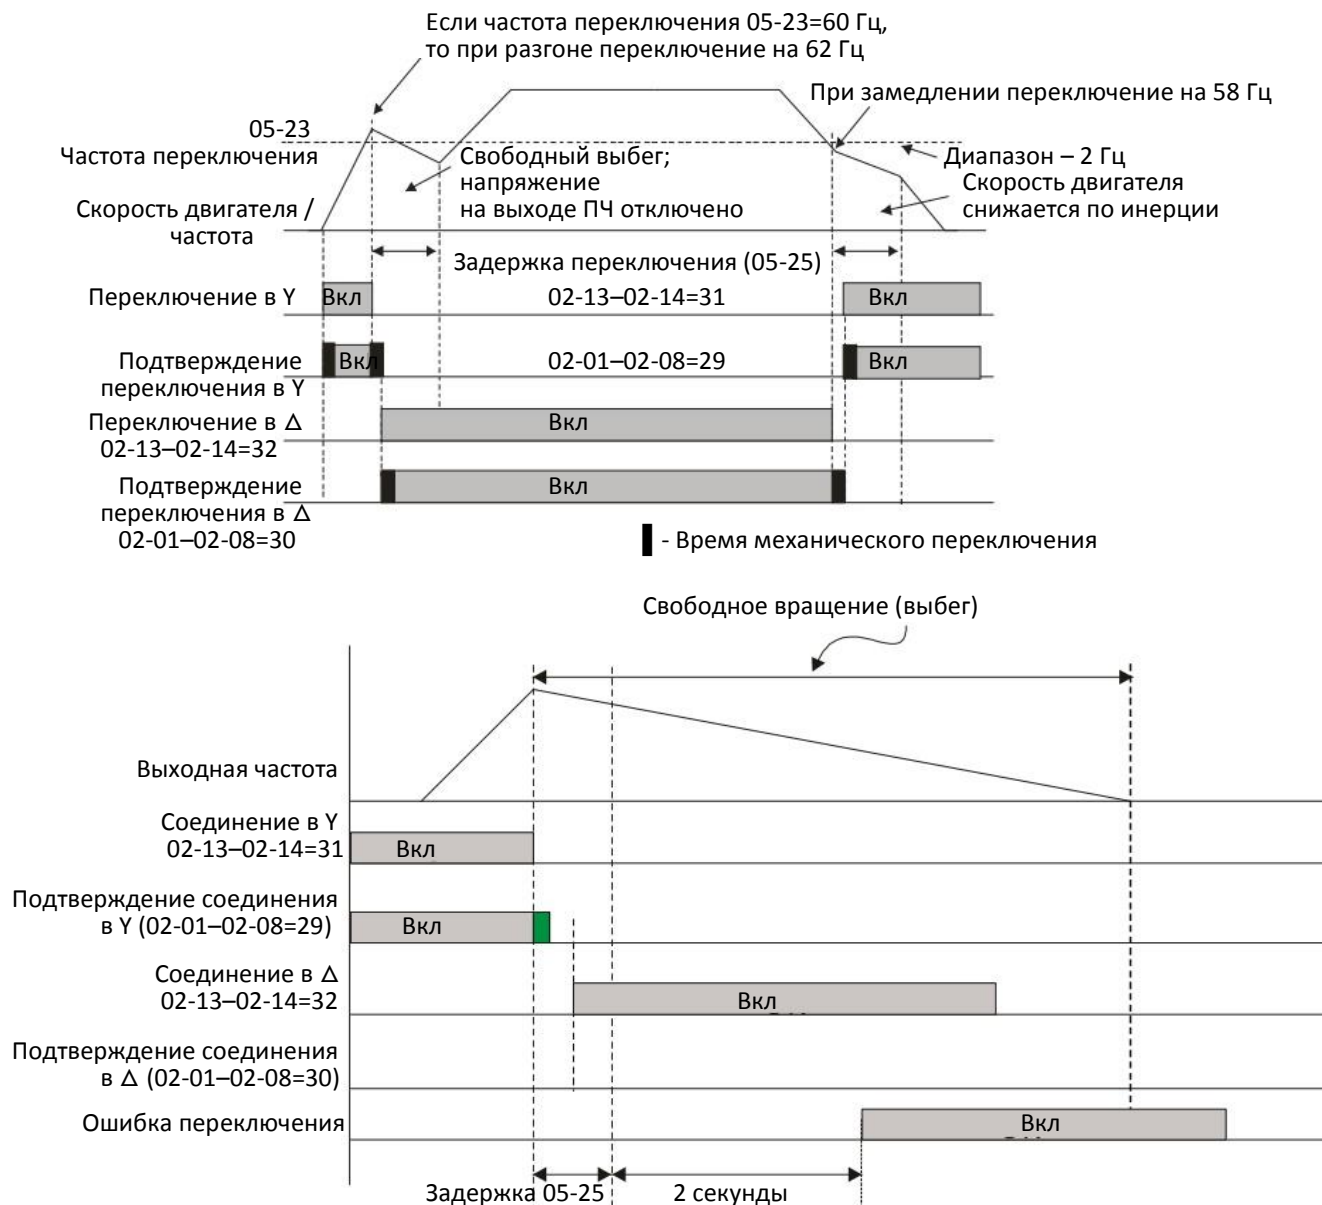 Если частота переключения 05-23=60 Гц,
то при разгоне переключение на 62 Гц
При замедлении переключение на 58 Гц
05-23
Частота переключения
Свободный выбег;
напряжение
на выходе ПЧ отключено
Диапазон – 2 Гц
Скорость двигателя
снижается по инерции
Скорость двигателя /
частота
Задержка переключения (05-25)
Переключение в Y
Вкл
02-13–02-14=31
Вкл
Подтверждение
переключения в Y
Вкл
02-01–02-08=29
Вкл
Переключение в Δ
02-13–02-14=32
Вкл
Подтверждение
переключения в Δ
02-01–02-08=30
Вкл
- Время механического переключения
Свободное вращение (выбег)
Выходная частота
Соединение в Y
02-13–02-14=31
Вкл
Подтверждение соединения
в Y (02-01–02-08=29)
Вкл
Соединение в Δ
02-13–02-14=32
Вкл
Подтверждение соединения
в Δ (02-01–02-08=30)
Ошибка переключения
Вкл
Задержка 05-25
2 секунды